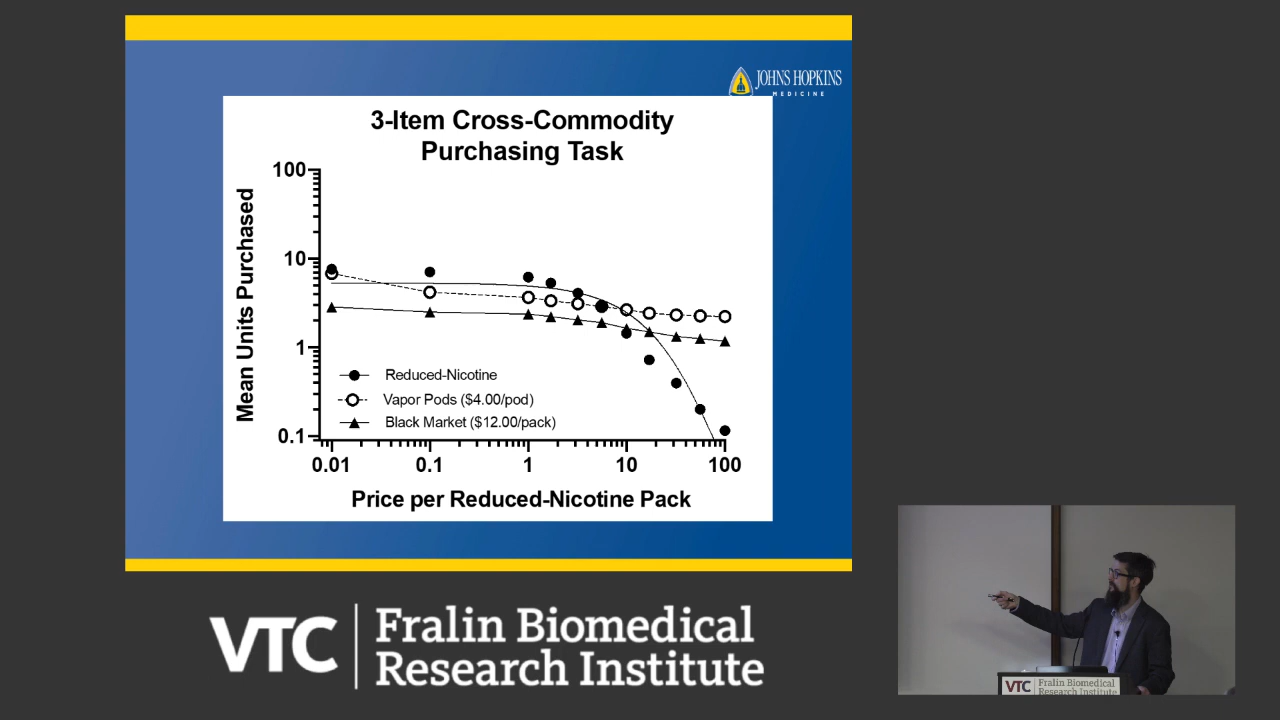 JOHNS HOPKINS
MEDICINE
3-Item Cross-Commodity
Purchasing Task
Mean Units Purchased
100
10
1
0.1
Reduced-Nicotine
Vapor Pods ($4.00/pod)
Black Market ($12.00/pack)
0.01
0.1
1
10
100
Price per Reduced-Nicotine Pack
VTC
Fralin Biomedical
Research Institute
VTC
Fralin Biomedical
Research Institute